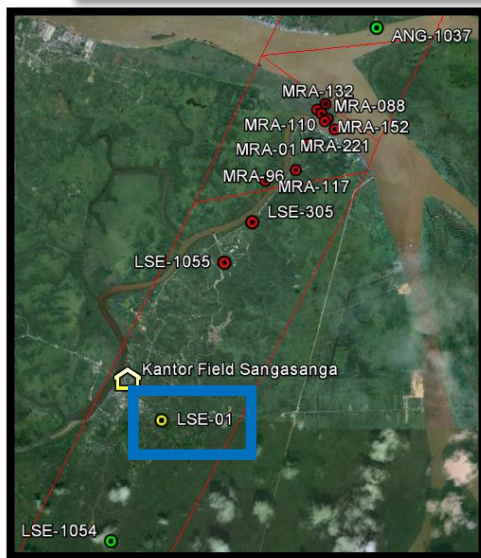 ANG-1037
MRA-132
MRA-088
MRA-110
MRA-152
MRA-01
MRA-221
MRA-96
MRA-117
LSE-305
LSE-1055
Kantor Field Sangasanga
LSE-01
LSE-1054